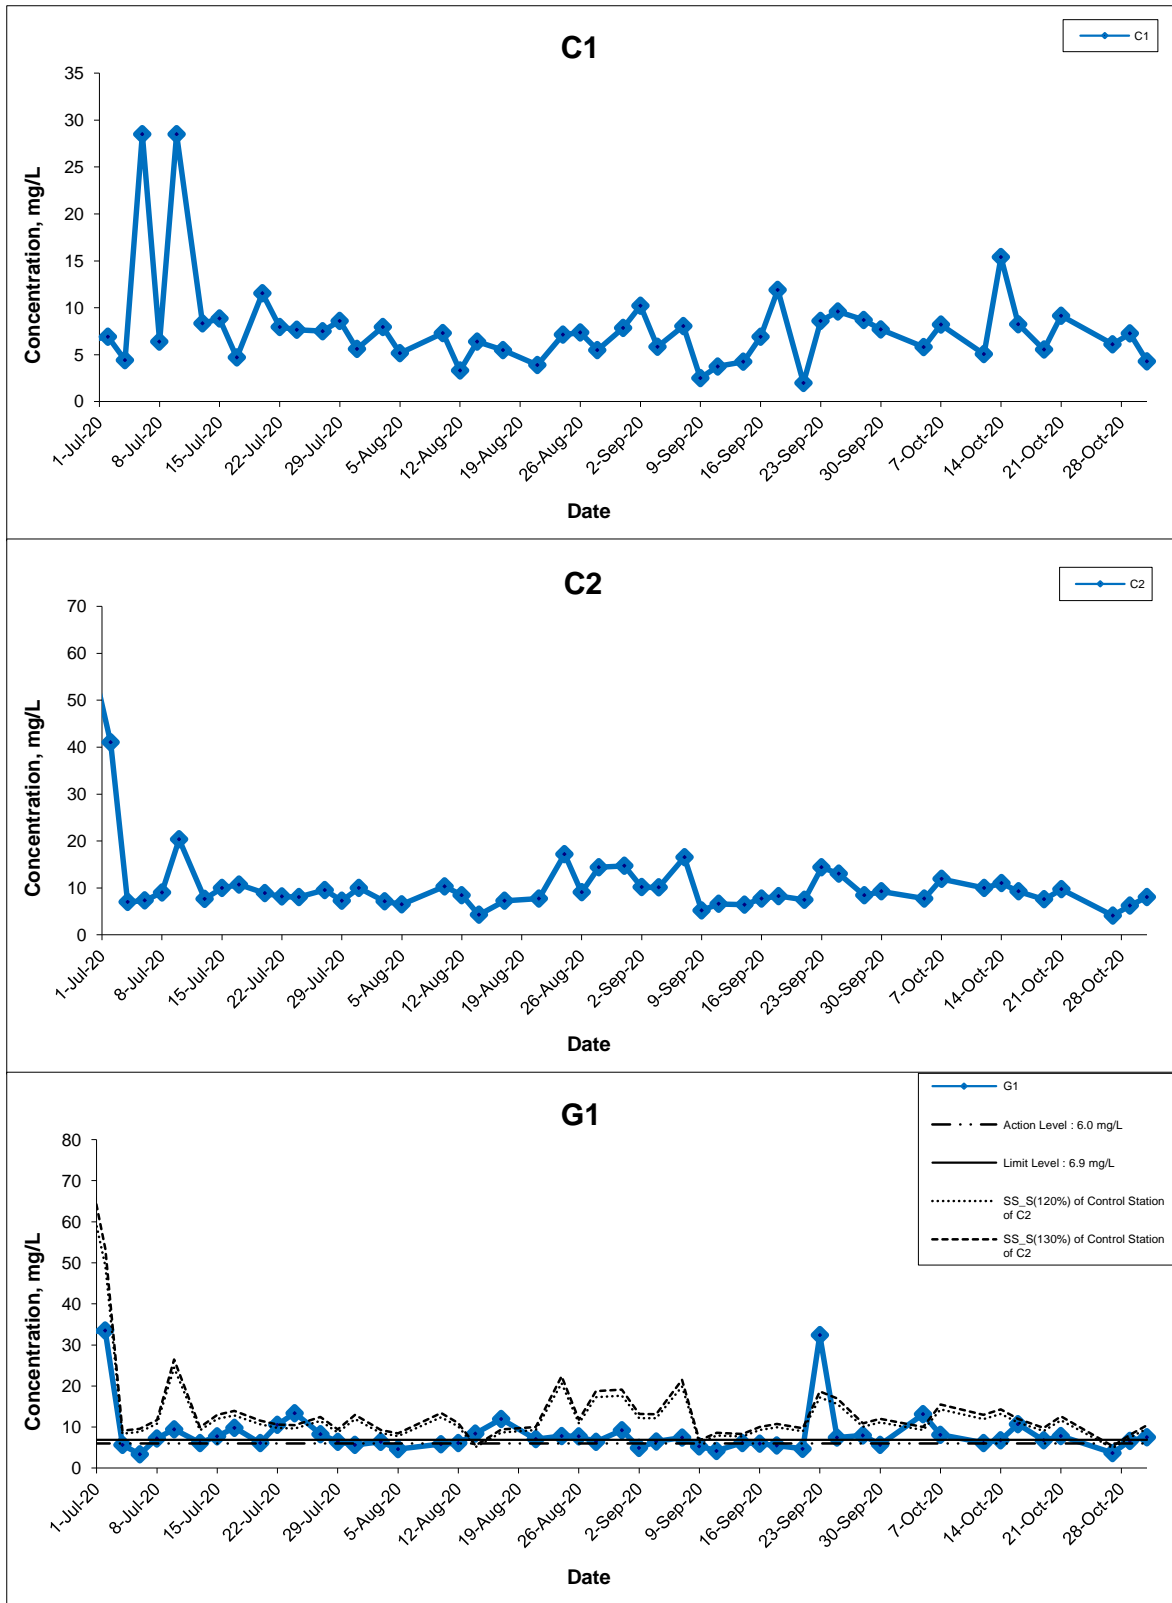 C1
C1
35
30
25
20
15
10
5
0
Concentration, mg/L
1-Jul-20
8-Jul-20
15-Jul-20
22-Jul-20
29-Jul-20
5-Aug-20
12-Aug-20
19-Aug-20
26-Aug-20
2-Sep-20
9-Sep-20
16-Sep-20
23-Sep-20
30-Sep-20
7-Oct-20
14-Oct-20
21-Oct-20
28-Oct-20
Date
C2
C2
70
60
50
40
30
20
10
0
Concentration, mg/L
1-Jul-20
8-Jul-20
15-Jul-20
22-Jul-20
29-Jul-20
5-Aug-20
12-Aug-20
19-Aug-20
26-Aug-20
2-Sep-20
9-Sep-20
16-Sep-20
23-Sep-20
30-Sep-20
7-Oct-20
14-Oct-20
21-Oct-20
28-Oct-20
Date
G1
G1
Action Level : 6.0 mg/L
Limit Level : 6.9 mg/L
SS_S(120%) of Control Station
of C2
SS_S(130%) of Control Station
of C2
80
70
60
50
40
30
20
10
0
Concentration, mg/L
1-Jul-20
8-Jul-20
15-Jul-20
22-Jul-20
29-Jul-20
5-Aug-20
12-Aug-20
19-Aug-20
26-Aug-20
2-Sep-20
9-Sep-20
16-Sep-20
23-Sep-20
30-Sep-20
7-Oct-20
14-Oct-20
21-Oct-20
28-Oct-20
Date